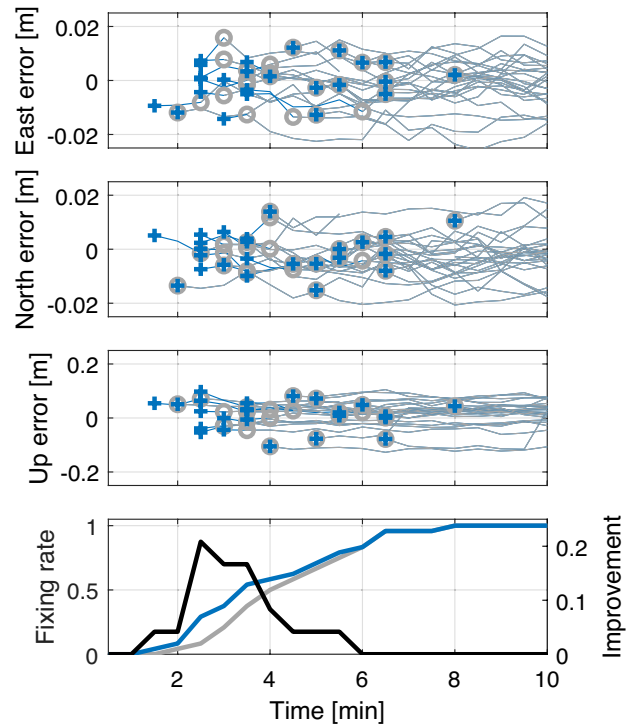 0.02
0
-0.02
East error [m]
0.02
0
-0.02
North error [m]
0.2
0
-0.2
Up error [m]
1
0.5
0
Fixing rate
0.2
0.1
0
Improvement
2 4 6 8 10
Time [min]